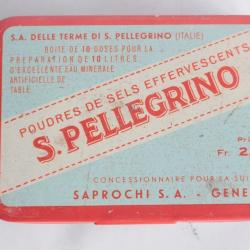 S.A. DELLE TERME DI S. PELLEGRINO (ITALIE)
BOITE DE 10 DOSES POUR LA
PRÉPARATION DE 10 LITRES
D'EXCELLENTE EAU MINÉRALE
ARTIFICIELLE DE
TABLE
POUDRES DE SELS EFFERVESCENTS
S. PELLEGRINO
Pri
Fr. 2
CONCESSIONNAIRE POUR LA SUI
SAPROCHI S.A. - GENE